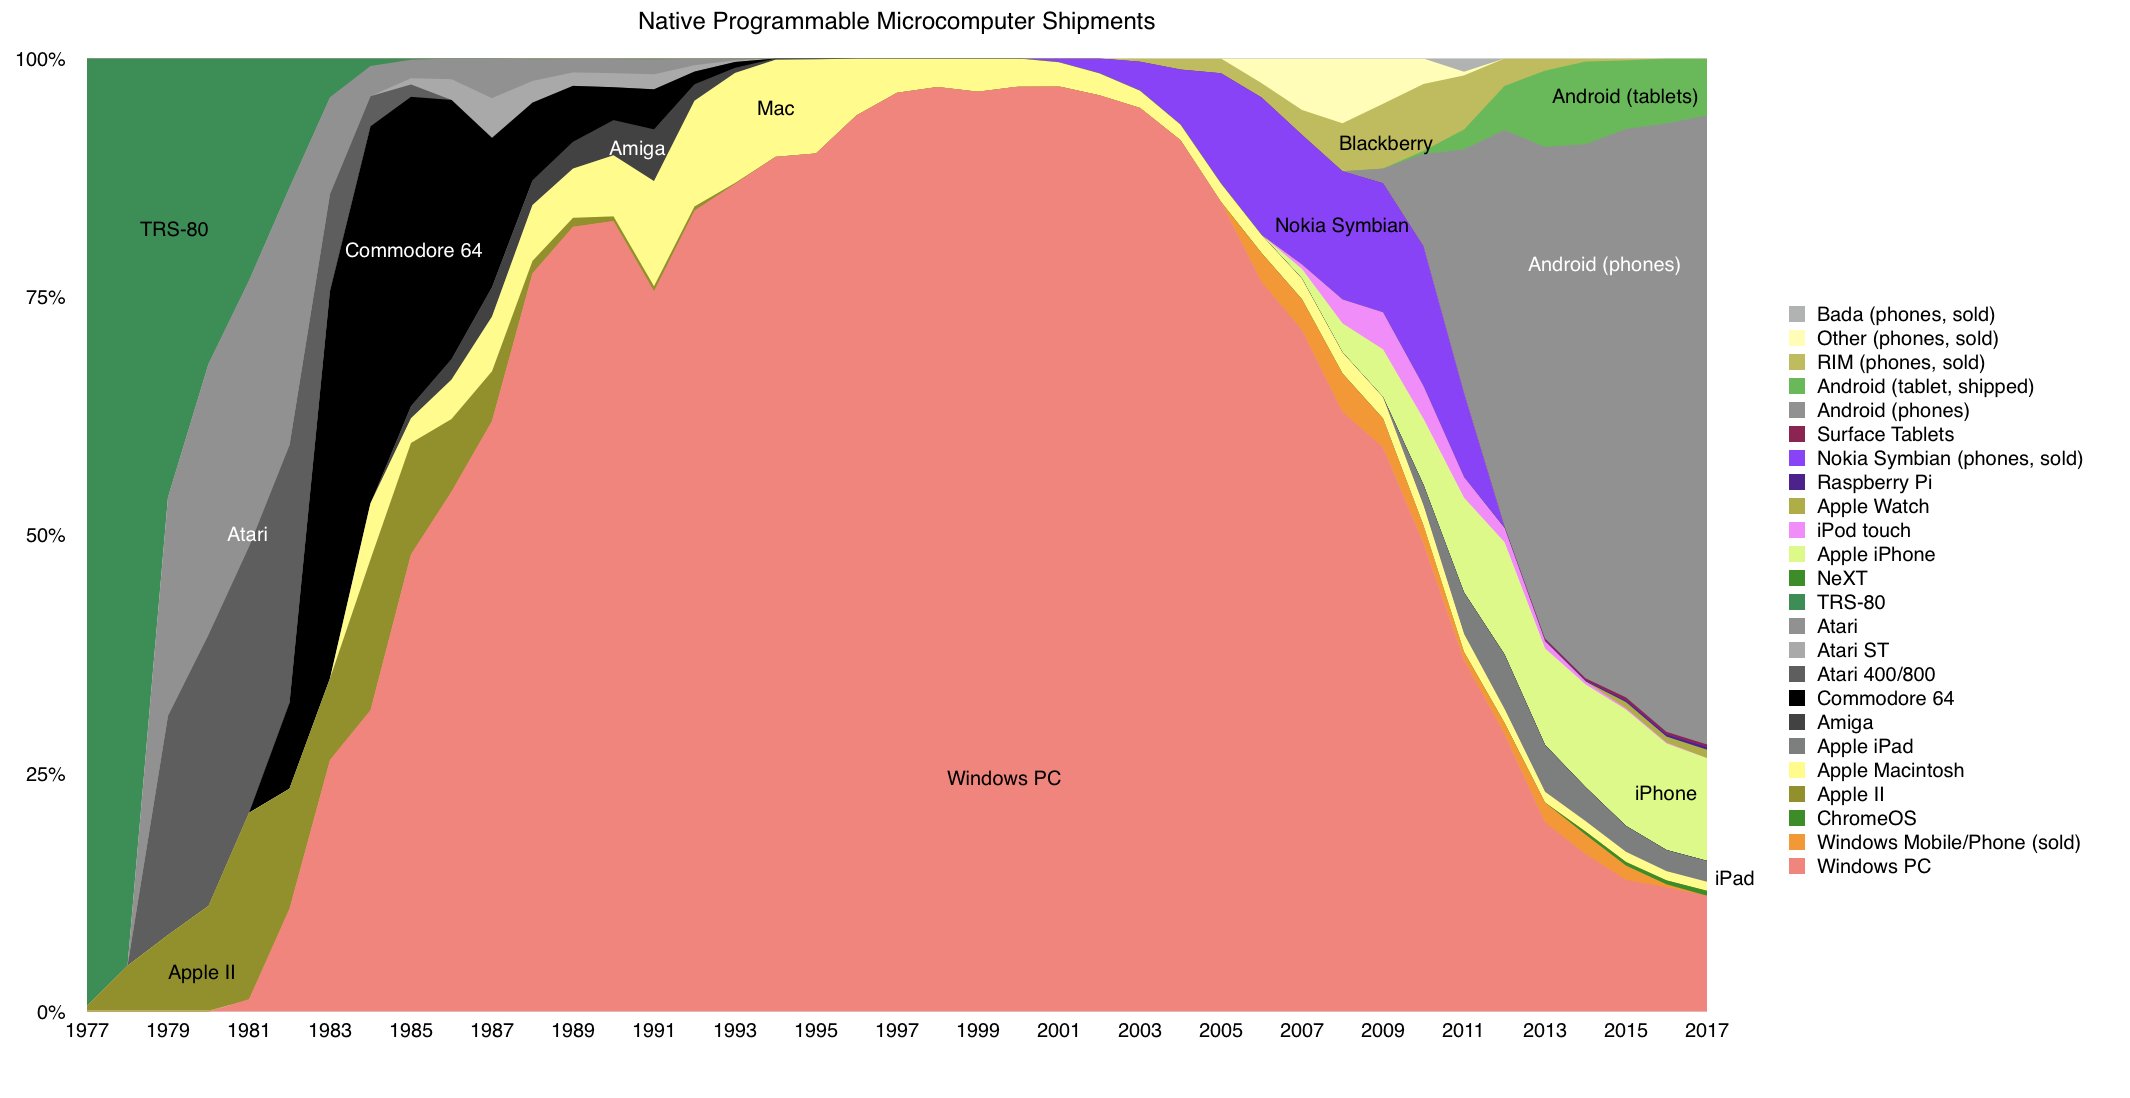 Native Programmable Microcomputer Shipments
100%
75%
50%
25%
0%
TRS-80
Commodore 64
Atari
Apple II
Amiga
Mac
Windows PC
Nokia Symbian
Blackberry
Android (tablets)
Android (phones)
iPhone
iPad
1977 1979 1981 1983 1985 1987 1989 1991 1993 1995 1997 1999 2001 2003 2005 2007 2009 2011 2013 2015 2017
Bada (phones, sold)
Other (phones, sold)
RIM (phones, sold)
Android (tablet, shipped)
Android (phones)
Surface Tablets
Nokia Symbian (phones, sold)
Raspberry Pi
Apple Watch
iPod touch
Apple iPhone
NeXT
TRS-80
Atari
Atari ST
Atari 400/800
Commodore 64
Amiga
Apple iPad
Apple Macintosh
Apple II
ChromeOS
Windows Mobile/Phone (sold)
Windows PC